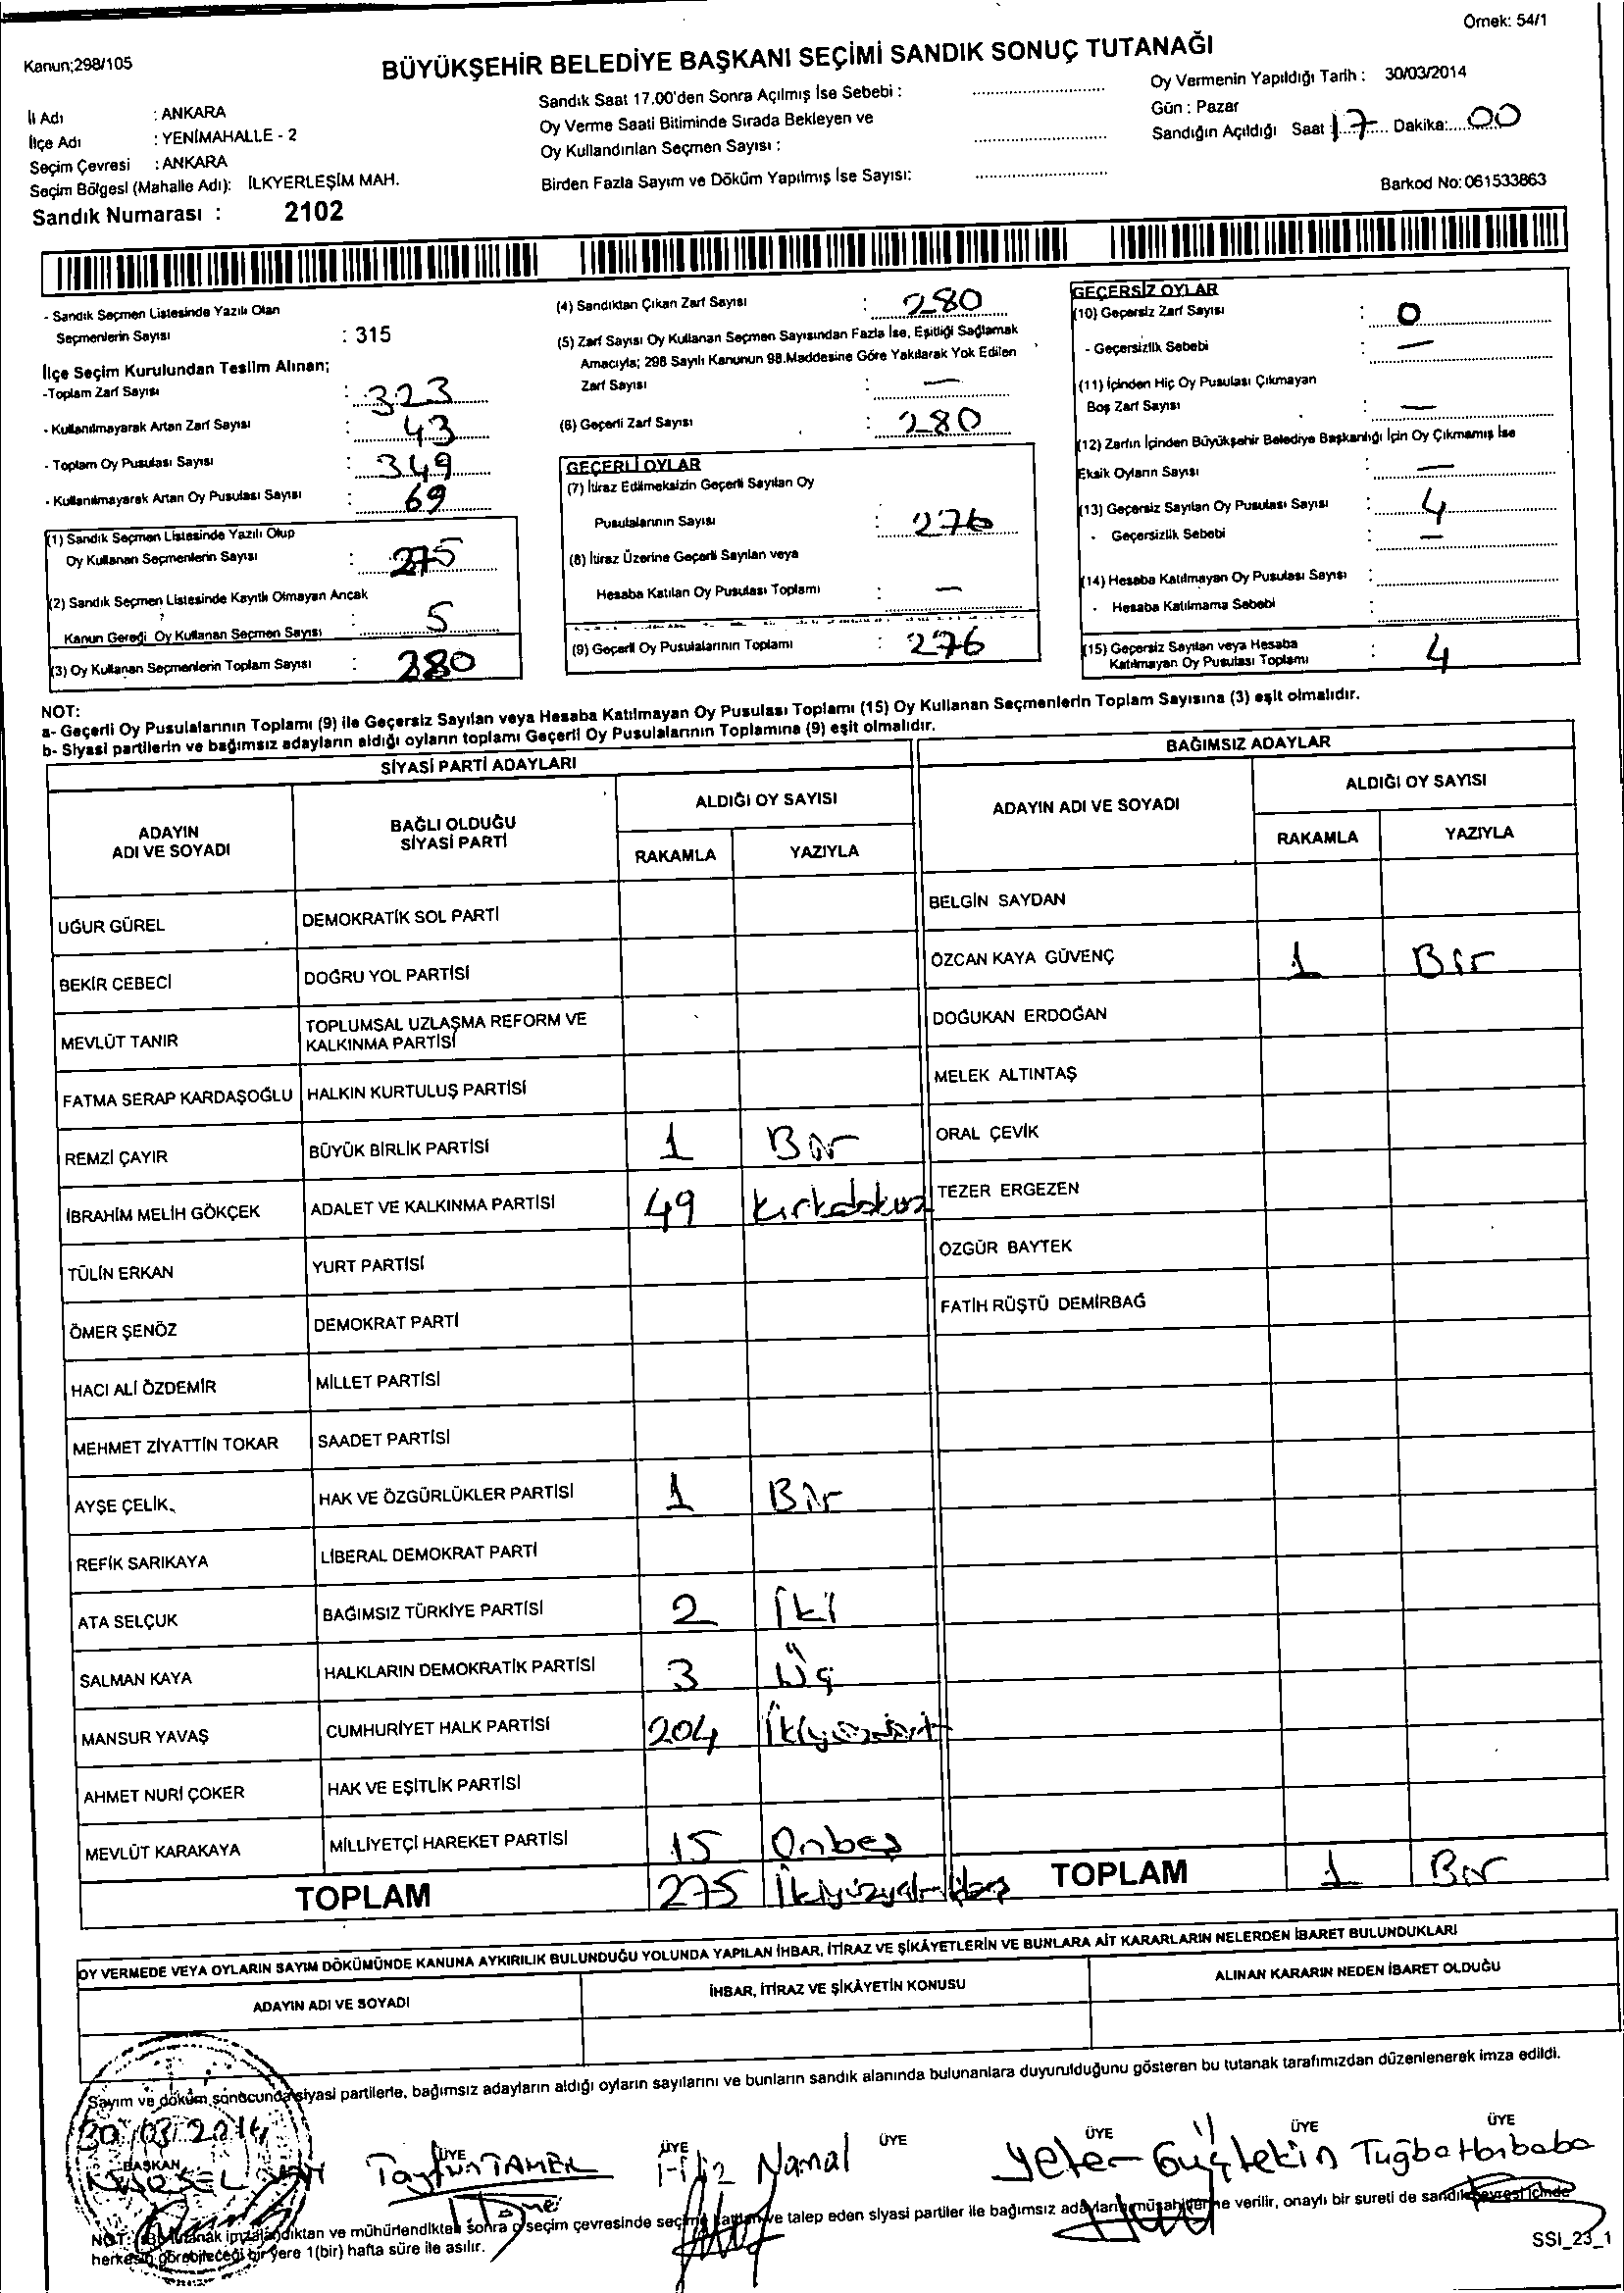 Örnek: 54/1
Kanun;298/105
BÜYÜKŞEHİR BELEDİYE BAŞKANI SEÇİMİ SANDIK SONUÇ TUTANAĞI
İl Adı : ANKARA
İlçe Adı : YENİMAHALLE - 2
Seçim Çevresi : ANKARA
Seçim Bölgesi (Mahalle Adı): İLKYERLEŞİM MAH.
Sandık Numarası : 2102
Sandık Saat 17.00'den Sonra Açılmış İse Sebebi :
Oy Verme Saati Bitiminde Sırada Bekleyen ve
Oy Kullandırılan Seçmen Sayısı :
Birden Fazla Sayım ve Döküm Yapılmış İse Sayısı:
Oy Vermenin Yapıldığı Tarih : 30/03/2014
Gün : Pazar
Sandığın Açıldığı Saat 17 Dakika: 00
Barkod No: 061533863
- Sandık Seçmen Listesinde Yazılı Olan
Seçmenlerin Sayısı : 315
İlçe Seçim Kurulundan Teslim Alınan;
-Toplam Zarf Sayısı : 323
- Kullanılmayarak Artan Zarf Sayısı : 43
- Toplam Oy Pusulası Sayısı : 349
- Kullanılmayarak Artan Oy Pusulası Sayısı : 69
(1) Sandık Seçmen Listesinde Yazılı Olup
Oy Kullanan Seçmenlerin Sayısı : 275
(2) Sandık Seçmen Listesinde Kayıtlı Olmayan Ancak
Kanun Gereği Oy Kullanan Seçmen Sayısı : 5
(3) Oy Kullanan Seçmenlerin Toplam Sayısı : 280
(4) Sandıktan Çıkan Zarf Sayısı : 280
(5) Zarf Sayısı Oy Kullanan Seçmen Sayısından Fazla İse, Eşitliği Sağlamak
Amacıyla; 298 Sayılı Kanunun 98.Maddesine Göre Yakılarak Yok Edilen
Zarf Sayısı : —
(6) Geçerli Zarf Sayısı : 280
GEÇERLİ OYLAR
(7) İtiraz Edilmeksizin Geçerli Sayılan Oy
Pusulalarının Sayısı : 276
(8) İtiraz Üzerine Geçerli Sayılan veya
Hesaba Katılan Oy Pusulası Toplamı : —
(9) Geçerli Oy Pusulalarının Toplamı : 276
GEÇERSİZ OYLAR
(10) Geçersiz Zarf Sayısı : 0
- Geçersizlik Sebebi : —
(11) İçinden Hiç Oy Pusulası Çıkmayan
Boş Zarf Sayısı : —
(12) Zarfın İçinden Büyükşehir Belediye Başkanlığı İçin Oy Çıkmamış İse
Eksik Oyların Sayısı : —
(13) Geçersiz Sayılan Oy Pusulası Sayısı : 4
- Geçersizlik Sebebi : —
(14) Hesaba Katılmayan Oy Pusulası Sayısı :
- Hesaba Katılmama Sebebi :
(15) Geçersiz Sayılan veya Hesaba
Katılmayan Oy Pusulası Toplamı : 4
NOT:
a- Geçerli Oy Pusulalarının Toplamı (9) ile Geçersiz Sayılan veya Hesaba Katılmayan Oy Pusulası Toplamı (15) Oy Kullanan Seçmenlerin Toplam Sayısına (3) eşit olmalıdır.
b- Siyasi partilerin ve bağımsız adayların aldığı oyların toplamı Geçerli Oy Pusulalarının Toplamına (9) eşit olmalıdır.
SİYASİ PARTİ ADAYLARI
ADAYIN ADI VE SOYADI
BAĞLI OLDUĞU SİYASİ PARTİ
ALDIĞI OY SAYISI
RAKAMLA YAZIYLA
UĞUR GÜREL DEMOKRATİK SOL PARTİ
BEKİR CEBECİ DOĞRU YOL PARTİSİ
MEVLÜT TANIR TOPLUMSAL UZLAŞMA REFORM VE
KALKINMA PARTİSİ
FATMA SERAP KARDAŞOĞLU HALKIN KURTULUŞ PARTİSİ
REMZİ ÇAYIR BÜYÜK BİRLİK PARTİSİ 1 Bir
İBRAHİM MELİH GÖKÇEK ADALET VE KALKINMA PARTİSİ 49 Kırkdokuz
TÜLİN ERKAN YURT PARTİSİ
ÖMER ŞENÖZ DEMOKRAT PARTİ
HACI ALİ ÖZDEMİR MİLLET PARTİSİ
MEHMET ZİYATTİN TOKAR SAADET PARTİSİ
AYŞE ÇELİK HAK VE ÖZGÜRLÜKLER PARTİSİ 1 Bir
REFİK SARIKAYA LİBERAL DEMOKRAT PARTİ
ATA SELÇUK BAĞIMSIZ TÜRKİYE PARTİSİ 2 İki
SALMAN KAYA HALKLARIN DEMOKRATİK PARTİSİ 3 Üç
MANSUR YAVAŞ CUMHURİYET HALK PARTİSİ 204 İkiyüzdört
AHMET NURİ ÇOKER HAK VE EŞİTLİK PARTİSİ
MEVLÜT KARAKAYA MİLLİYETÇİ HAREKET PARTİSİ 15 Onbeş
TOPLAM 275 İkiyüzyetmişbeş
BAĞIMSIZ ADAYLAR
ADAYIN ADI VE SOYADI
ALDIĞI OY SAYISI
RAKAMLA YAZIYLA
BELGİN SAYDAN
ÖZCAN KAYA GÜVENÇ 1 Bir
DOĞUKAN ERDOĞAN
MELEK ALTINTAŞ
ORAL ÇEVİK
TEZER ERGEZEN
ÖZGÜR BAYTEK
FATİH RÜŞTÜ DEMİRBAĞ
TOPLAM 1 Bir
OY VERMEDE VEYA OYLARIN SAYIM DÖKÜMÜNDE KANUNA AYKIRILIK BULUNDUĞU YOLUNDA YAPILAN İHBAR, İTİRAZ VE ŞİKÂYETLERİN VE BUNLARA AİT KARARLARIN NELERDEN İBARET BULUNDUKLARI
ADAYIN ADI VE SOYADI İHBAR, İTİRAZ VE ŞİKÂYETİN KONUSU ALINAN KARARIN NEDEN İBARET OLDUĞU
Sayım ve döküm sonucunda siyasi partilerle, bağımsız adayların aldığı oyların sayılarını ve bunların sandık alanında bulunanlara duyurulduğunu gösteren bu tutanak tarafımızdan düzenlenerek imza edildi.
30/03/2014
BAŞKAN ÜYE ÜYE ÜYE ÜYE ÜYE ÜYE
Tayfun TAMER Filiz Namal Yeter Güçtekin Tuğba Harbaba
NOT: Bu tutanak imzalandıktan ve mühürlendikten sonra o seçim çevresinde seçime katılan ve talep eden siyasi partiler ile bağımsız adayların müşahitlerine verilir, onaylı bir sureti de sandık çevresi içinde
herkesin görebileceği bir yere 1(bir) hafta süre ile asılır.
SSI_23_1